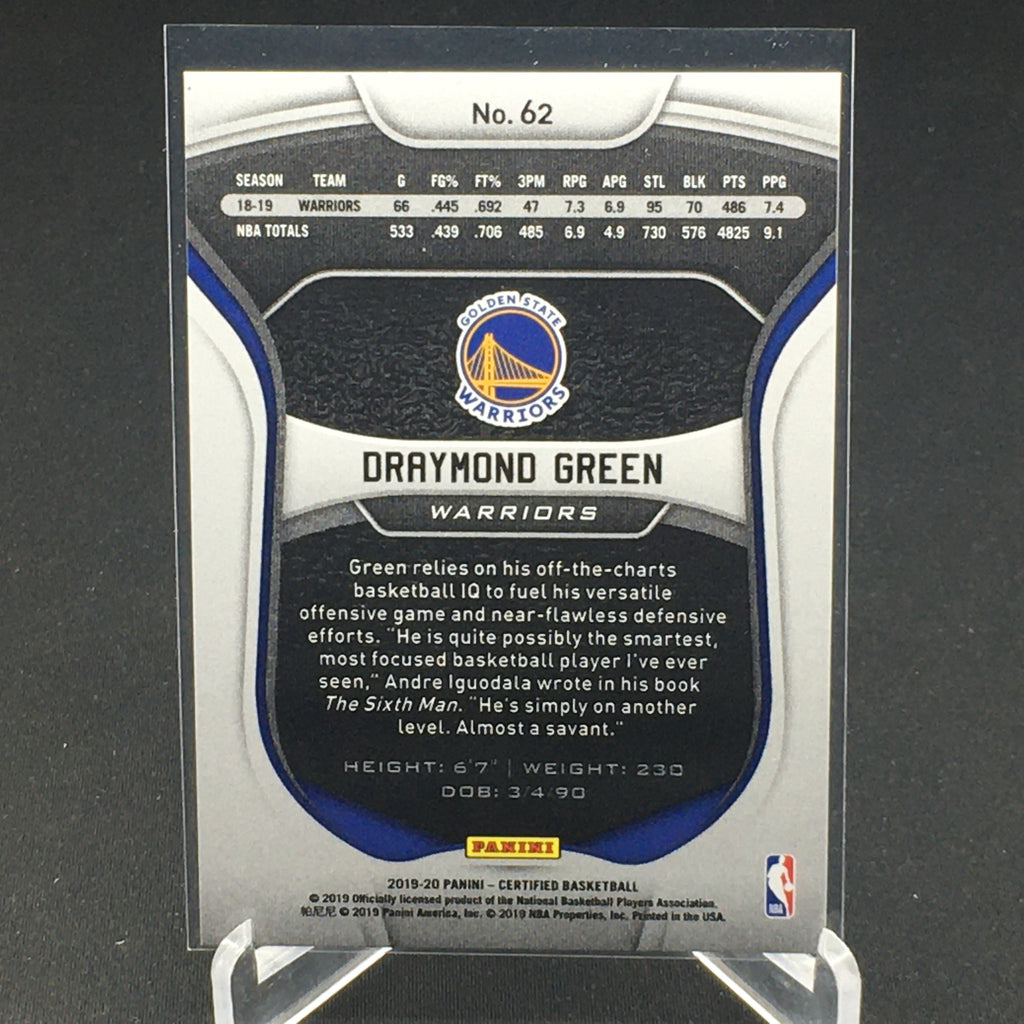 No. 62
SEASON TEAM G FG% FT% 3PM RPG APG STL BLK PTS PPG
18-19 WARRIORS 66 .445 .692 47 7.3 6.9 95 70 486 7.4
NBA TOTALS 533 .439 .706 485 6.9 4.9 730 576 4825 9.1
GOLDEN STATE
WARRIORS
DRAYMOND GREEN
WARRIORS
Green relies on his off-the-charts
basketball IQ to fuel his versatile
offensive game and near-flawless defensive
efforts. "He is quite possibly the smartest,
most focused basketball player I've ever
seen," Andre Iguodala wrote in his book
The Sixth Man. "He's simply on another
level. Almost a savant."
HEIGHT: 6'7" | WEIGHT: 230
DOB: 3/4/90
PANINI
2019-20 PANINI – CERTIFIED BASKETBALL
© 2019 Officially licensed product of the National Basketball Players Association.
帕尼尼 © 2019 Panini America, Inc. © 2019 NBA Properties, Inc. Printed in the USA.
NBA